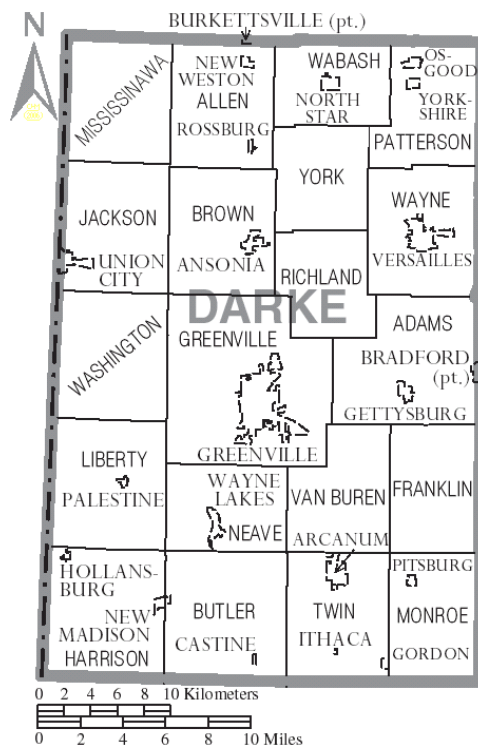 BURKETTSVILLE (pt.)
N
MISSISSINAWA
NEW
WESTON
ALLEN
ROSSBURG
WABASH
NORTH
STAR
OS-
GOOD
YORK-
SHIRE
PATTERSON
YORK
JACKSON
UNION
CITY
BROWN
ANSONIA
RICHLAND
WAYNE
VERSAILLES
DARKE
WASHINGTON
GREENVILLE
GREENVILLE
ADAMS
BRADFORD
(pt.)
GETTYSBURG
LIBERTY
PALESTINE
WAYNE
LAKES
NEAVE
VAN BUREN
ARCANUM
FRANKLIN
HOLLANS-
BURG
NEW
MADISON
HARRISON
BUTLER
CASTINE
TWIN
ITHACA
PITSBURG
MONROE
GORDON
0 2 4 6 8 10 Kilometers
0 2 4 6 8 10 Miles